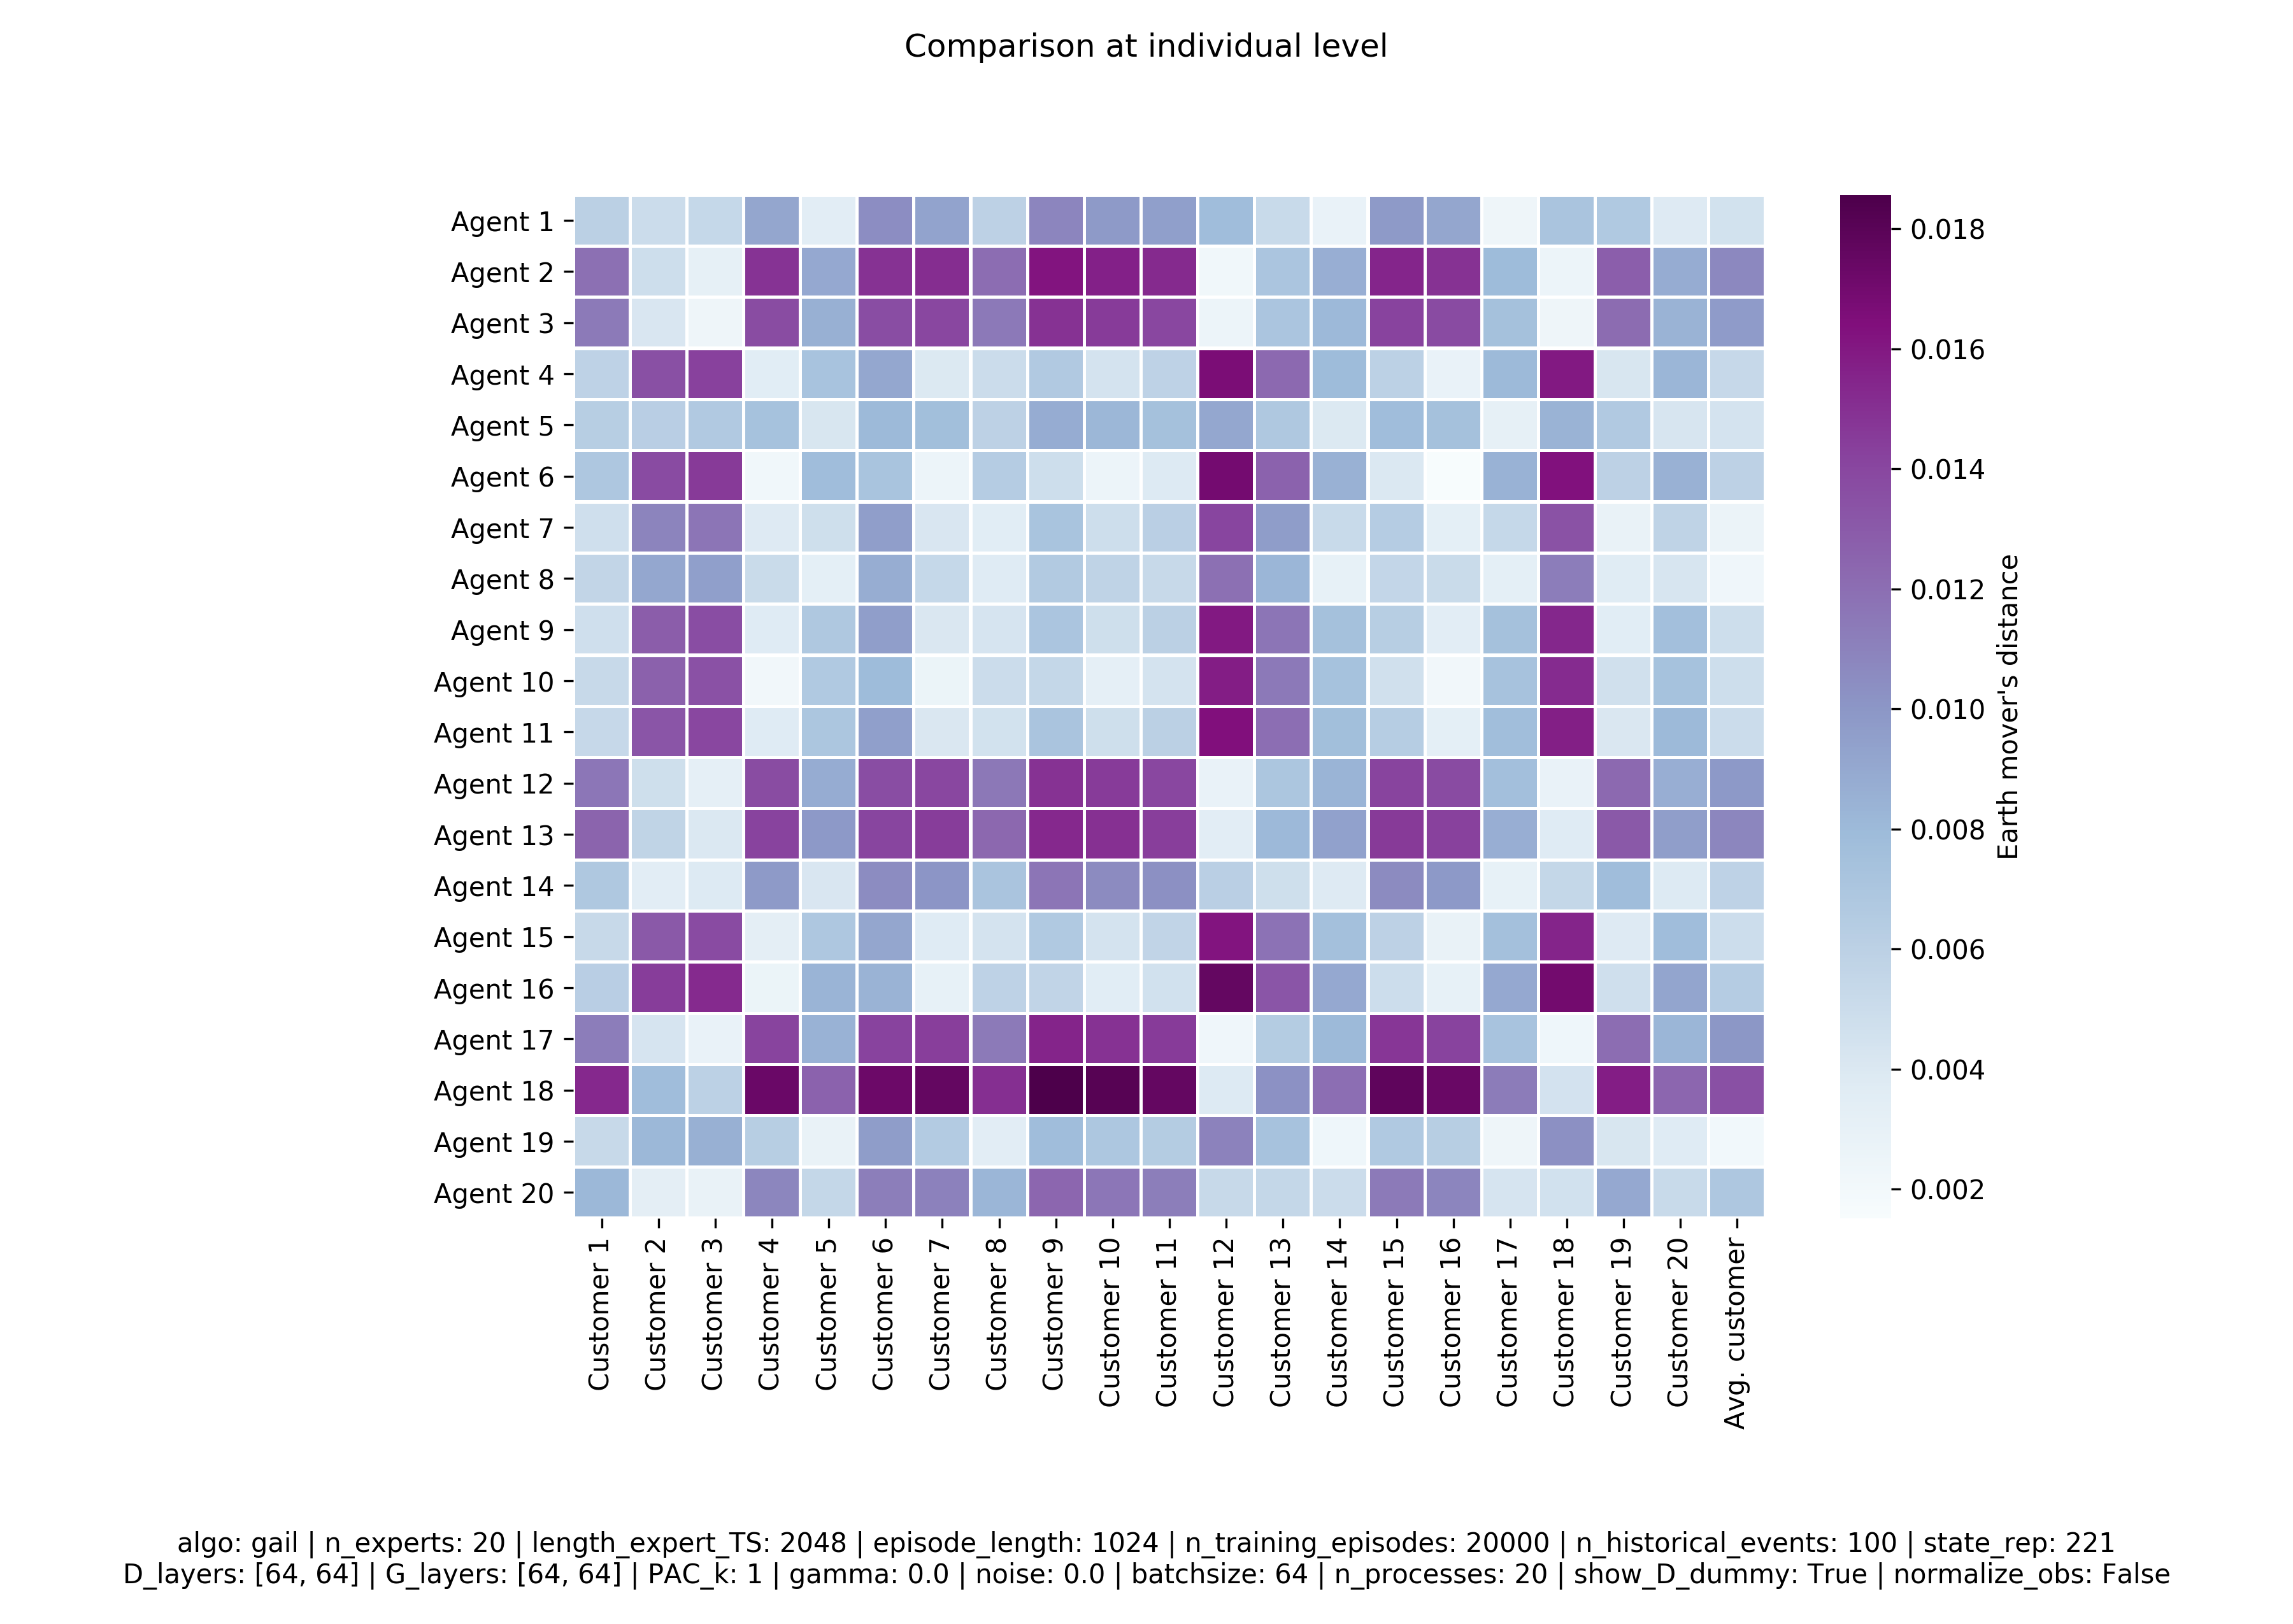 Comparison at individual level
Agent 1
Agent 2
Agent 3
Agent 4
Agent 5
Agent 6
Agent 7
Agent 8
Agent 9
Agent 10
Agent 11
Agent 12
Agent 13
Agent 14
Agent 15
Agent 16
Agent 17
Agent 18
Agent 19
Agent 20
Customer 1
Customer 2
Customer 3
Customer 4
Customer 5
Customer 6
Customer 7
Customer 8
Customer 9
Customer 10
Customer 11
Customer 12
Customer 13
Customer 14
Customer 15
Customer 16
Customer 17
Customer 18
Customer 19
Customer 20
Avg. customer
0.018
0.016
0.014
0.012
0.010
0.008
0.006
0.004
0.002
Earth mover's distance
algo: gail | n_experts: 20 | length_expert_TS: 2048 | episode_length: 1024 | n_training_episodes: 20000 | n_historical_events: 100 | state_rep: 221
D_layers: [64, 64] | G_layers: [64, 64] | PAC_k: 1 | gamma: 0.0 | noise: 0.0 | batchsize: 64 | n_processes: 20 | show_D_dummy: True | normalize_obs: False